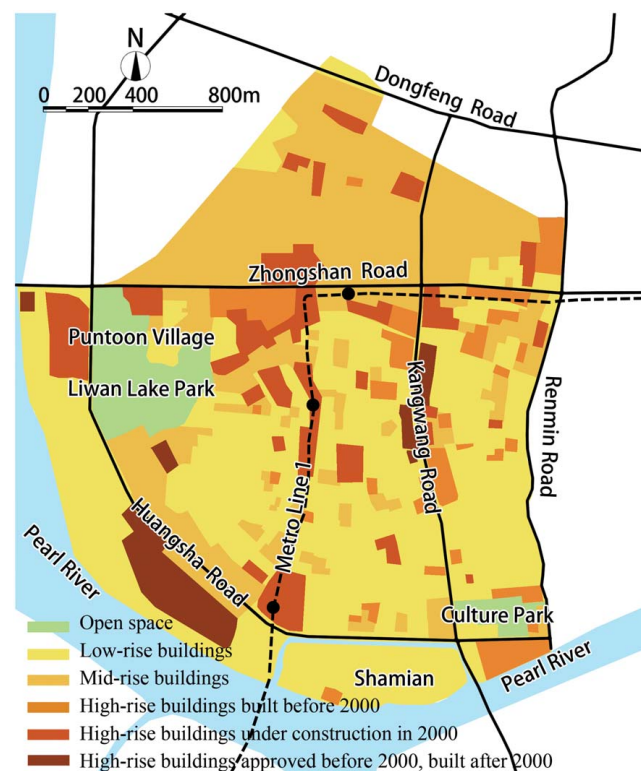 N
0 200 400 800m
Dongfeng Road
Zhongshan Road
Puntoon Village
Liwan Lake Park
Kangwang Road
Renmin Road
Metro Line 1
Huangsha Road
Pearl River
Culture Park
Shamian
Pearl River
Open space
Low-rise buildings
Mid-rise buildings
High-rise buildings built before 2000
High-rise buildings under construction in 2000
High-rise buildings approved before 2000, built after 2000